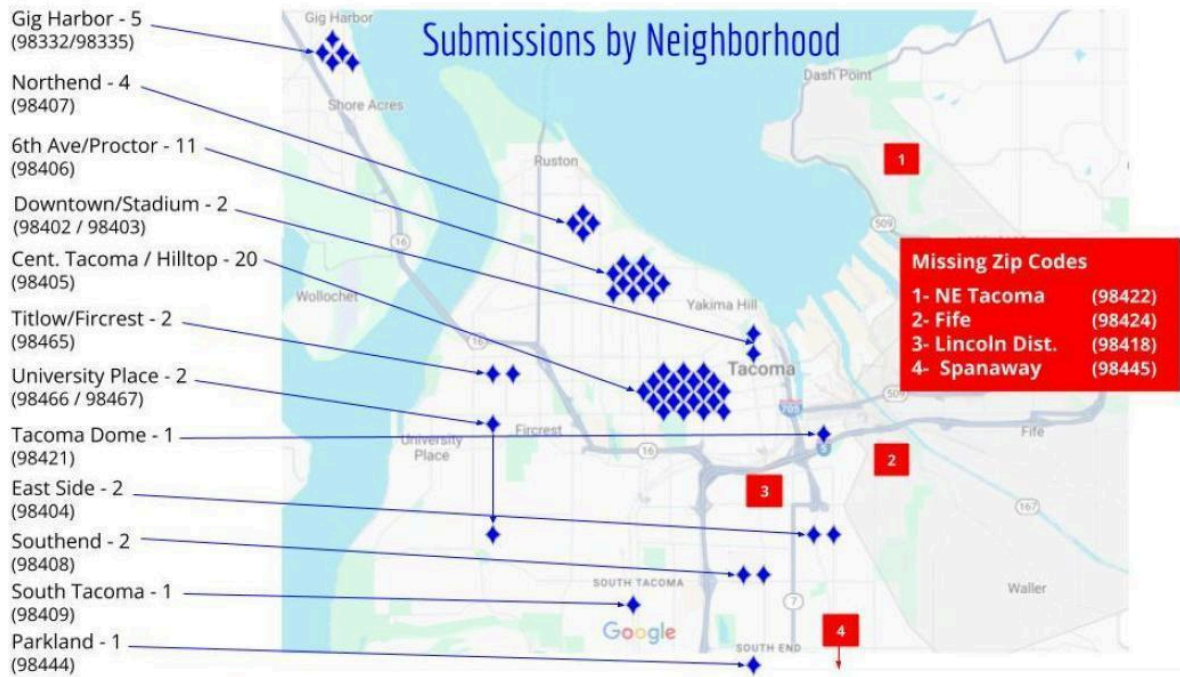 Submissions by Neighborhood
Gig Harbor - 5
(98332/98335)
Northend - 4
(98407)
6th Ave/Proctor - 11
(98406)
Downtown/Stadium - 2
(98402 / 98403)
Cent. Tacoma / Hilltop - 20
(98405)
Titlow/Fircrest - 2
(98465)
University Place - 2
(98466 / 98467)
Tacoma Dome - 1
(98421)
East Side - 2
(98404)
Southend - 2
(98408)
South Tacoma - 1
(98409)
Parkland - 1
(98444)
Gig Harbor
Shore Acres
Dash Point
Ruston
1
509
16
Wollochet
Yakima Hill
Missing Zip Codes
1- NE Tacoma (98422)
2- Fife (98424)
3- Lincoln Dist. (98418)
4- Spanaway (98445)
16
Tacoma
509
705
University
Place
Fircrest
16
5
Fife
2
3
167
SOUTH TACOMA
Waller
7
Google
4
SOUTH END